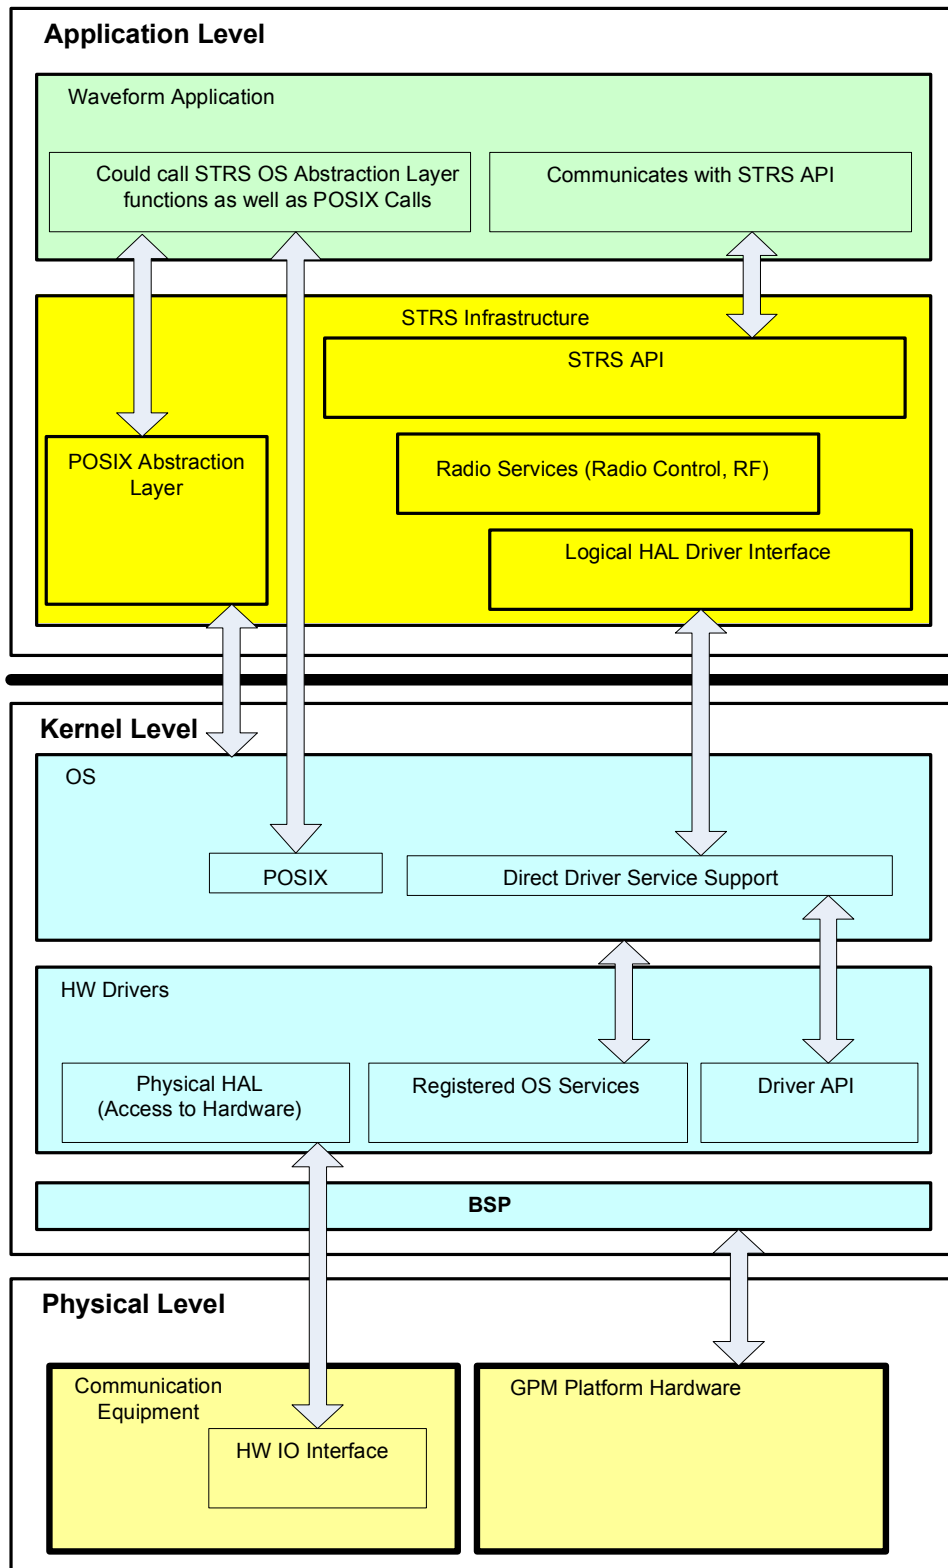 Application Level
Waveform Application
Could call STRS OS Abstraction Layer
functions as well as POSIX Calls
Communicates with STRS API
STRS Infrastructure
STRS API
POSIX Abstraction
Layer
Radio Services (Radio Control, RF)
Logical HAL Driver Interface
Kernel Level
OS
POSIX
Direct Driver Service Support
HW Drivers
Physical HAL
(Access to Hardware)
Registered OS Services
Driver API
BSP
Physical Level
Communication
Equipment
HW IO Interface
GPM Platform Hardware